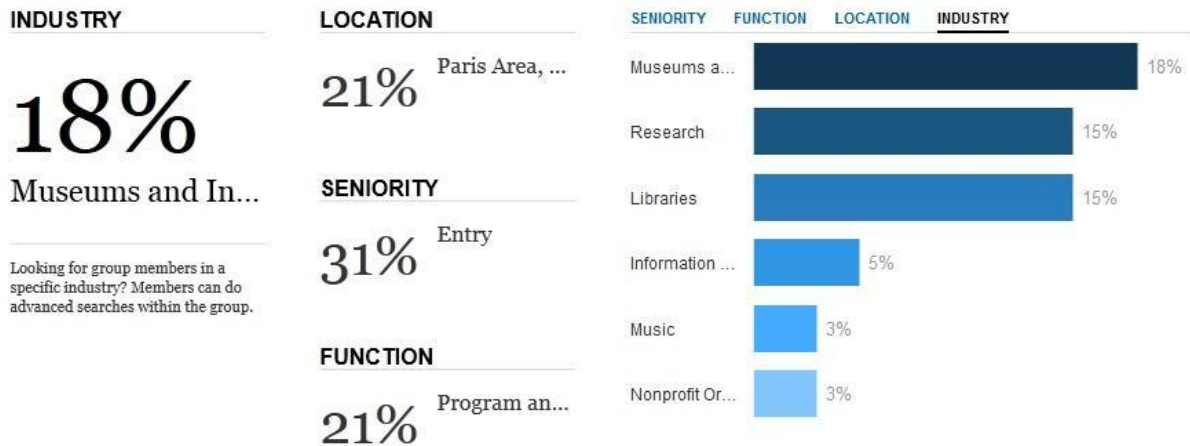 INDUSTRY
18%
Museums and In...
Looking for group members in a
specific industry? Members can do
advanced searches within the group.
LOCATION
21% Paris Area, ...
SENIORITY
31% Entry
FUNCTION
21% Program an...
SENIORITY FUNCTION LOCATION INDUSTRY
Museums a... 18%
Research 15%
Libraries 15%
Information ... 5%
Music 3%
Nonprofit Or... 3%